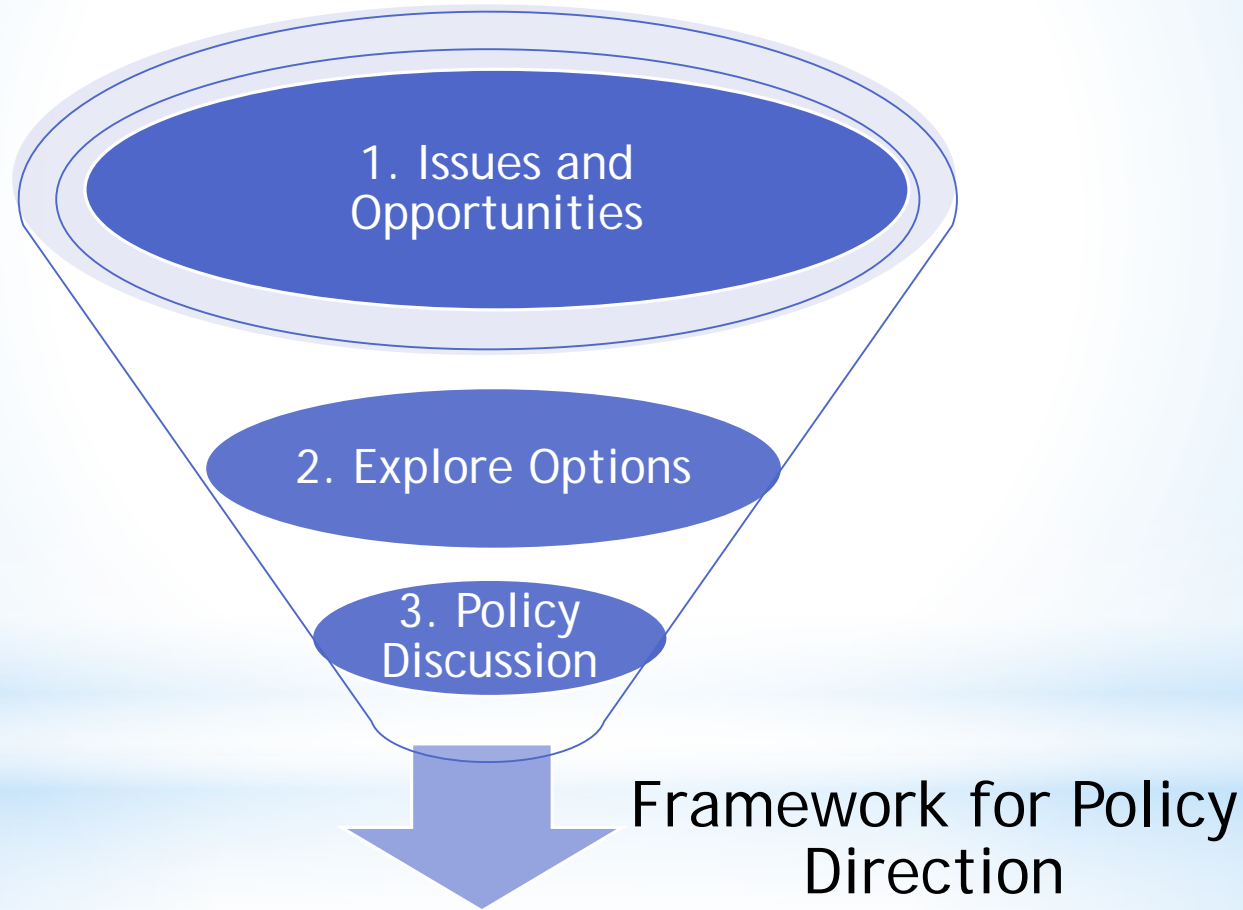 1. Issues and
Opportunities
2. Explore Options
3. Policy
Discussion
Framework for Policy
Direction